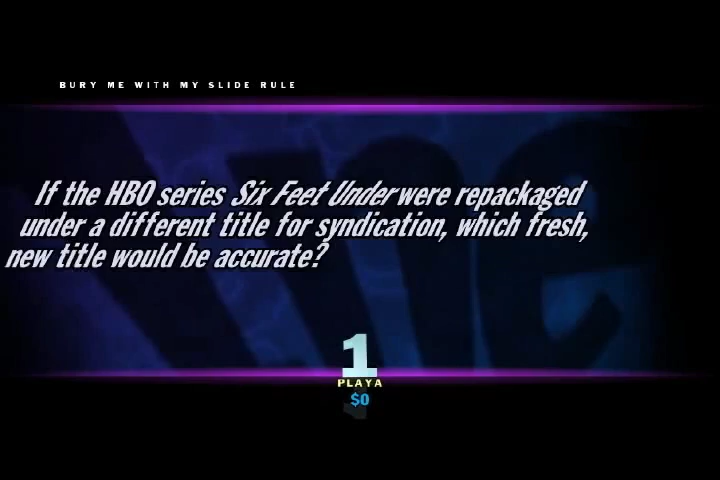 BURY ME WITH MY SLIDE RULE
If the HBO series Six Feet Under were repackaged
under a different title for syndication, which fresh,
new title would be accurate?
1
PLAYA
$0